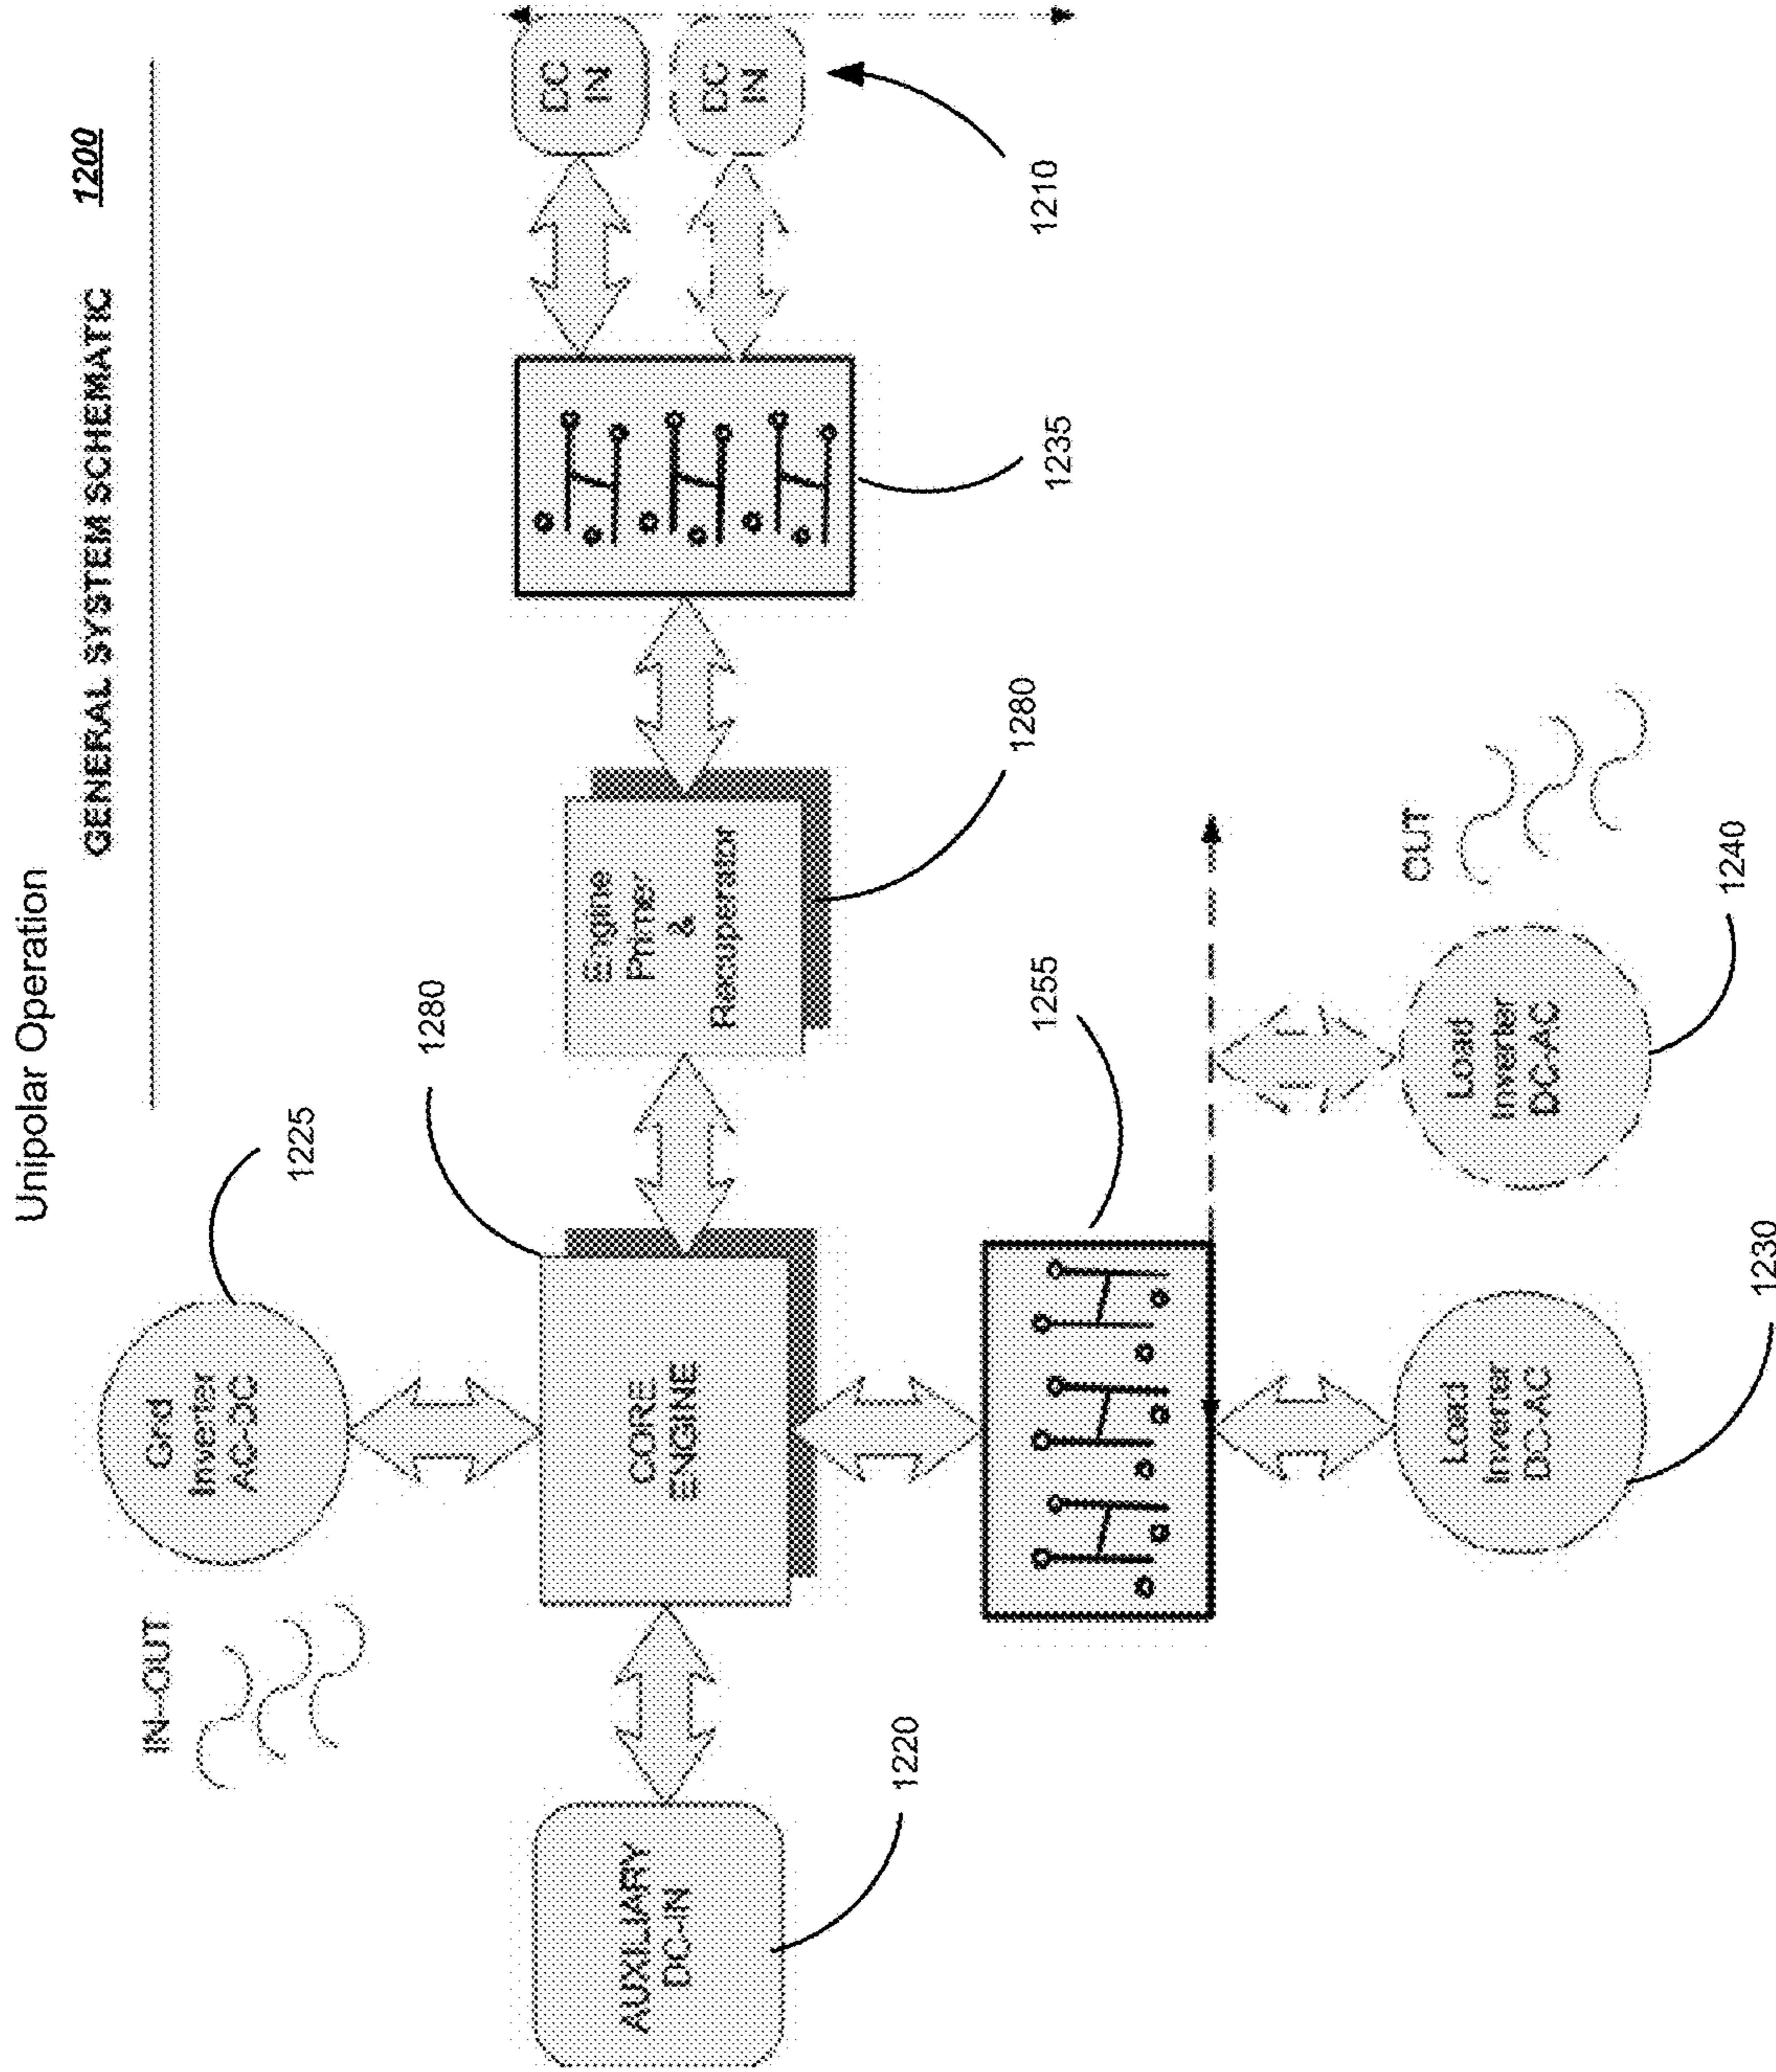 Unipolar Operation
GENERAL SYSTEM SCHEMATIC 1200
IN-OUT
Grid
Inverter
AC-DC
1225
1280
AUXILIARY
DC-IN
1220
CORE
ENGINE
Engine
Primer
&
Recuperator
1280
1235
DC
IN
DC
IN
1210
1255
Load
Inverter
DC-AC
1230
Load
Inverter
DC-AC
1240
OUT